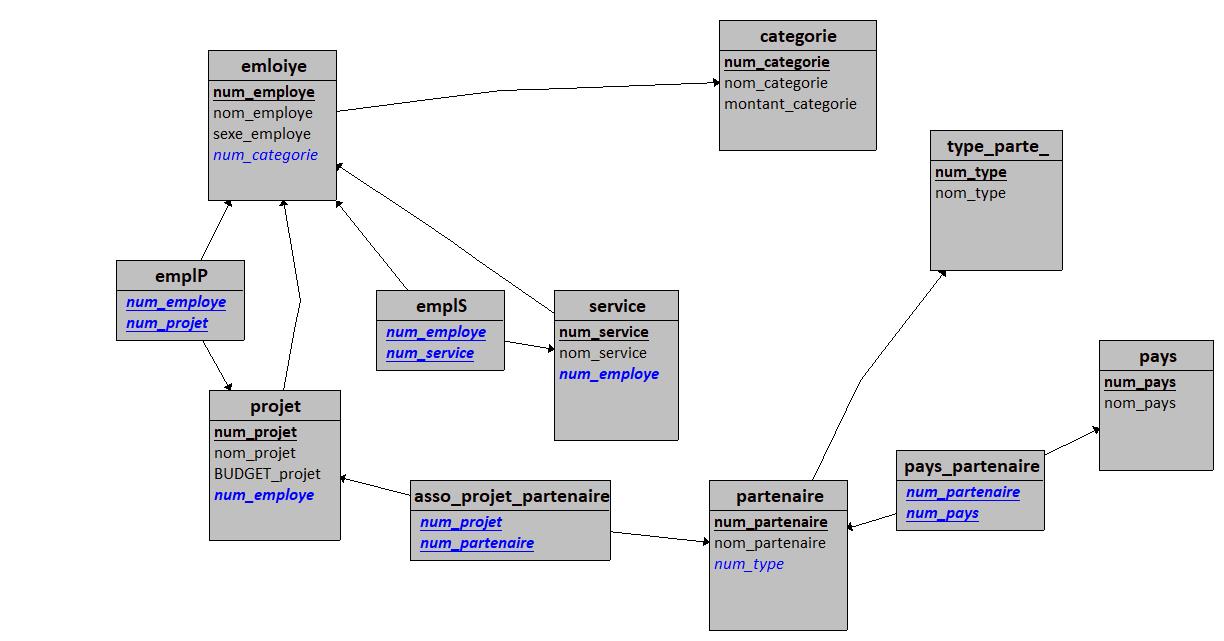 categorie
num_categorie
nom_categorie
montant_categorie
emloiye
num_employe
nom_employe
sexe_employe
num_categorie
type_parte_
num_type
nom_type
emplP
num_employe
num_projet
emplS
num_employe
num_service
service
num_service
nom_service
num_employe
pays
num_pays
nom_pays
projet
num_projet
nom_projet
BUDGET_projet
num_employe
asso_projet_partenaire
num_projet
num_partenaire
partenaire
num_partenaire
nom_partenaire
num_type
pays_partenaire
num_partenaire
num_pays